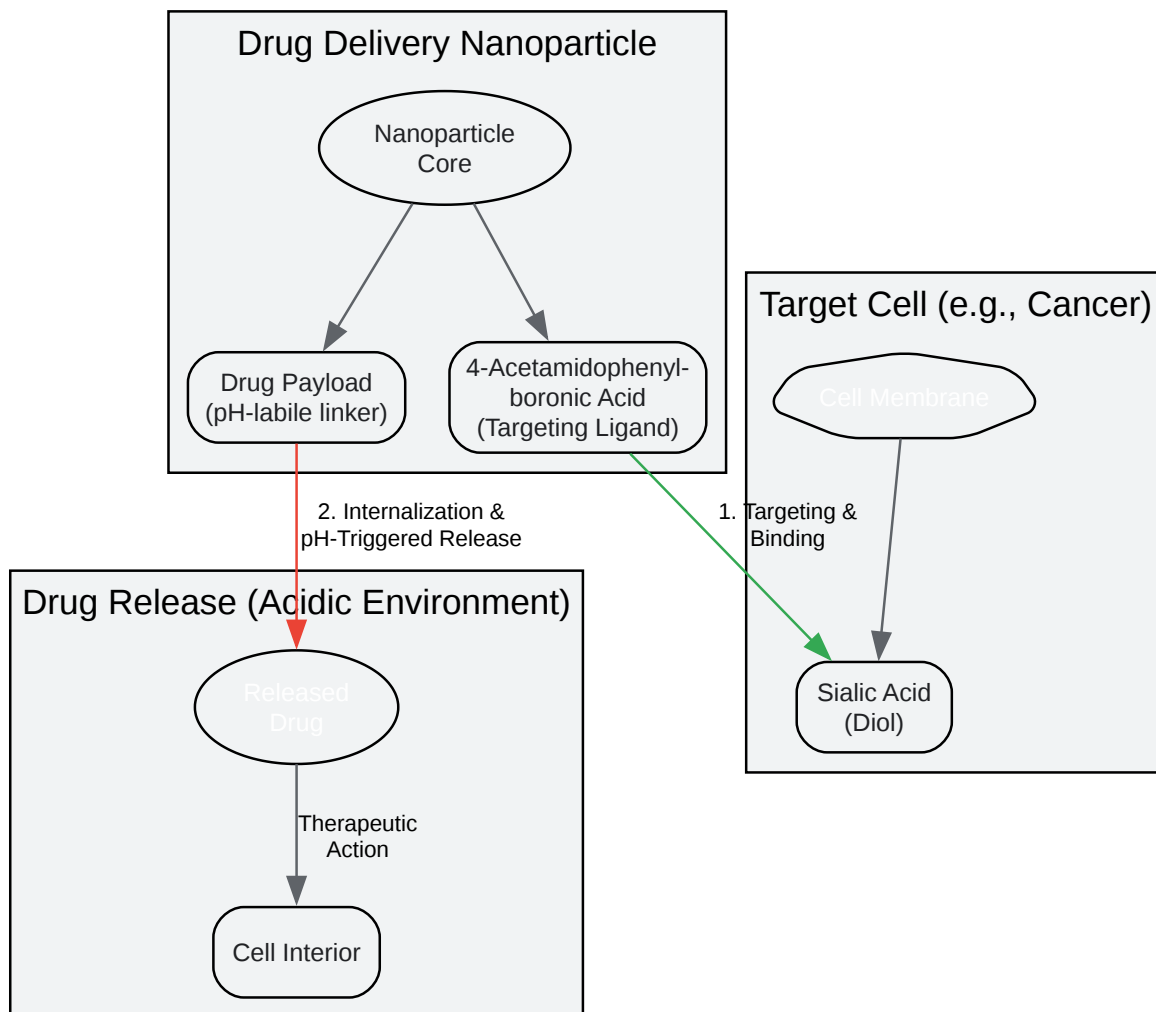 Drug Delivery Nanoparticle
Nanoparticle
Core
Drug Payload
(pH-labile linker)
4-Acetamidophenyl-
boronic Acid
(Targeting Ligand)
Target Cell (e.g., Cancer)
Cell Membrane
1. Targeting &
Binding
Sialic Acid
(Diol)
2. Internalization &
pH-Triggered Release
Drug Release (Acidic Environment)
Released
Drug
Therapeutic
Action
Cell Interior